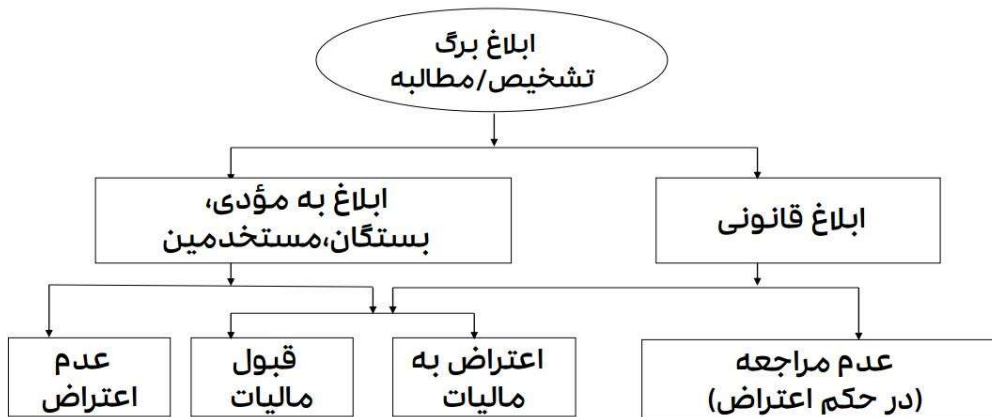 ابلاغ برگ
تشخیص/مطالبه
ابلاغ قانونی
ابلاغ به مؤدی،
بستگان،مستخدمین
عدم مراجعه
(در حکم اعتراض)
اعتراض به
مالیات
قبول
مالیات
عدم
اعتراض